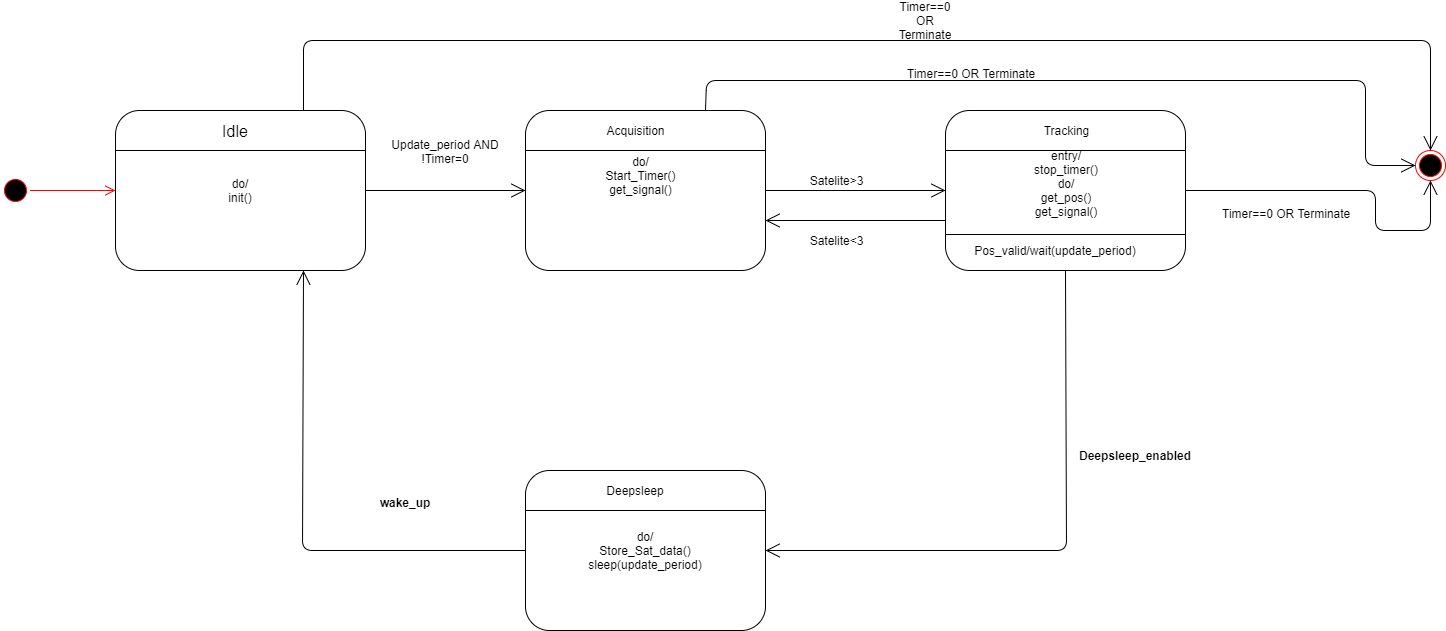 Timer==0
OR
Terminate
Timer==0 OR Terminate
Idle
do/
init()
Update_period AND
!Timer=0
Acquisition
do/
Start_Timer()
get_signal()
Satelite>3
Satelite<3
Tracking
entry/
stop_timer()
do/
get_pos()
get_signal()
Pos_valid/wait(update_period)
Timer==0 OR Terminate
Deepsleep_enabled
wake_up
Deepsleep
do/
Store_Sat_data()
sleep(update_period)